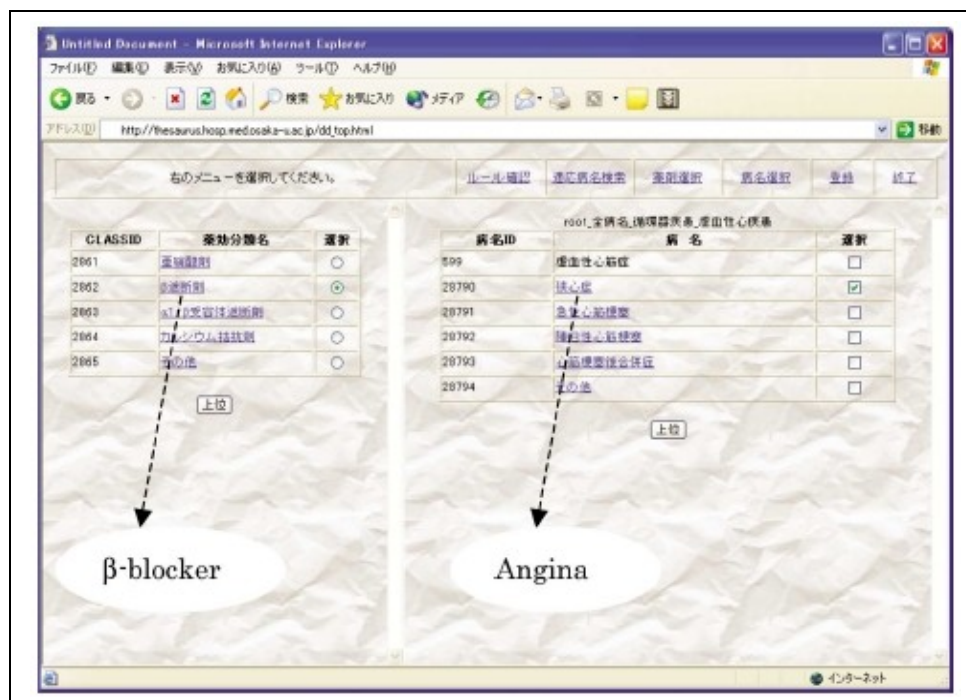 Untitled Document - Microsoft Internet Explorer
ファイル(F) 編集(E) 表示(V) お気に入り(A) ツール(T) ヘルプ(H)
戻る 検索 お気に入り メディア
アドレス(D) http://thesaurus.hosp.med.osaka-u.ac.jp/dd_top.html 移動
右のメニューを選択してください。 ルール確認 適応病名検索 薬剤選択 病名選択 登録 終了
root_全病名_循環器疾患_虚血性心疾患
CLASSID 薬効分類名 選択 病名ID 病 名 選択
2861 亜硝酸剤 599 虚血性心筋症
2862 β遮断剤 28790 狭心症
2863 α1β受容体遮断剤 28791 急性心筋梗塞
2864 カルシウム拮抗剤 28792 陳旧性心筋梗塞
2865 その他 28793 心筋梗塞後合併症
28794 その他
上位 上位
β-blocker Angina
インターネット